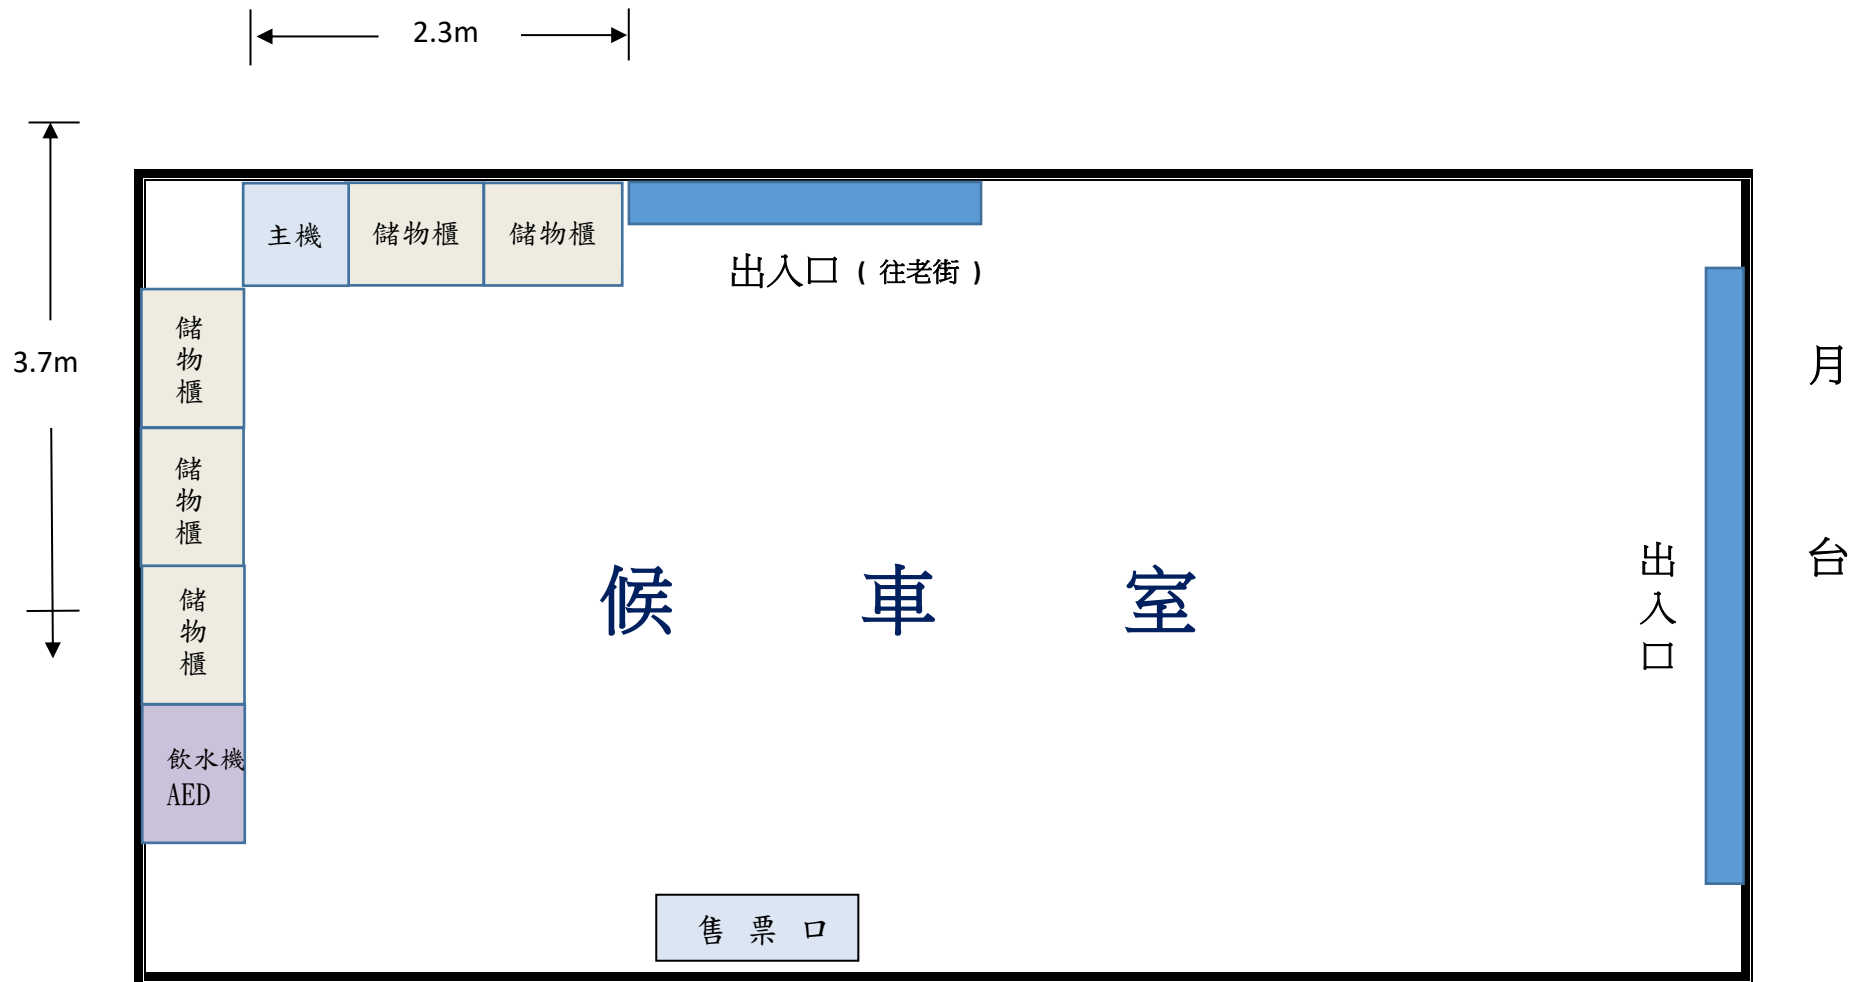 2.3m
主機
儲物櫃
儲物櫃
出入口 ( 往老街 )
儲物櫃
3.7m
月台
儲物櫃
儲物櫃
候車室
出入口
飲水機
AED
售票口